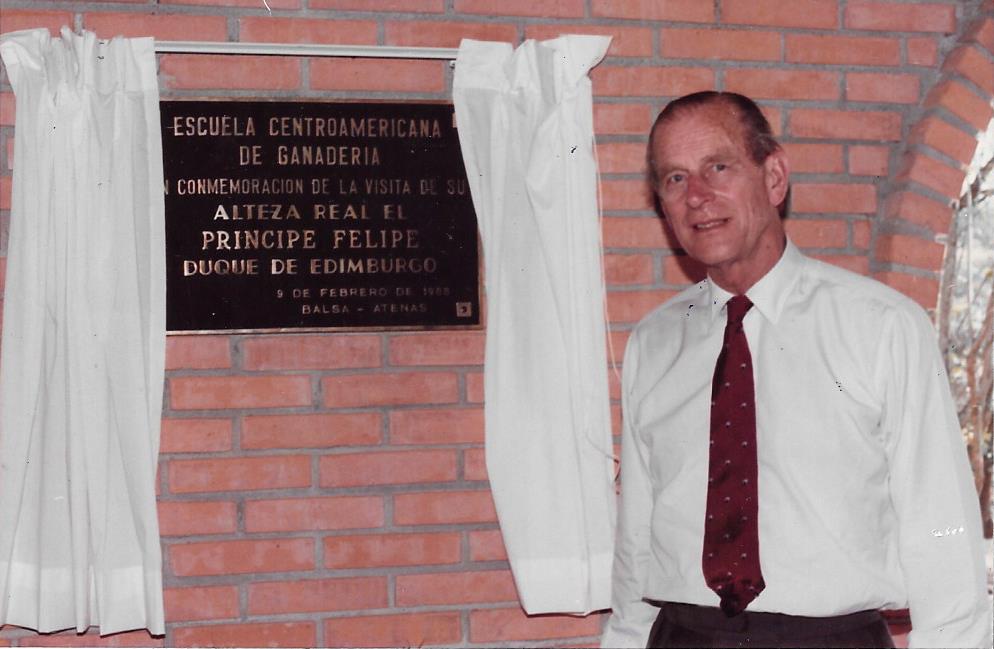 ESCUELA CENTROAMERICANA
DE GANADERIA
N CONMEMORACION DE LA VISITA DE SU
ALTEZA REAL EL
PRINCIPE FELIPE
DUQUE DE EDIMBURGO
9 DE FEBRERO DE 1988
BALSA - ATENAS